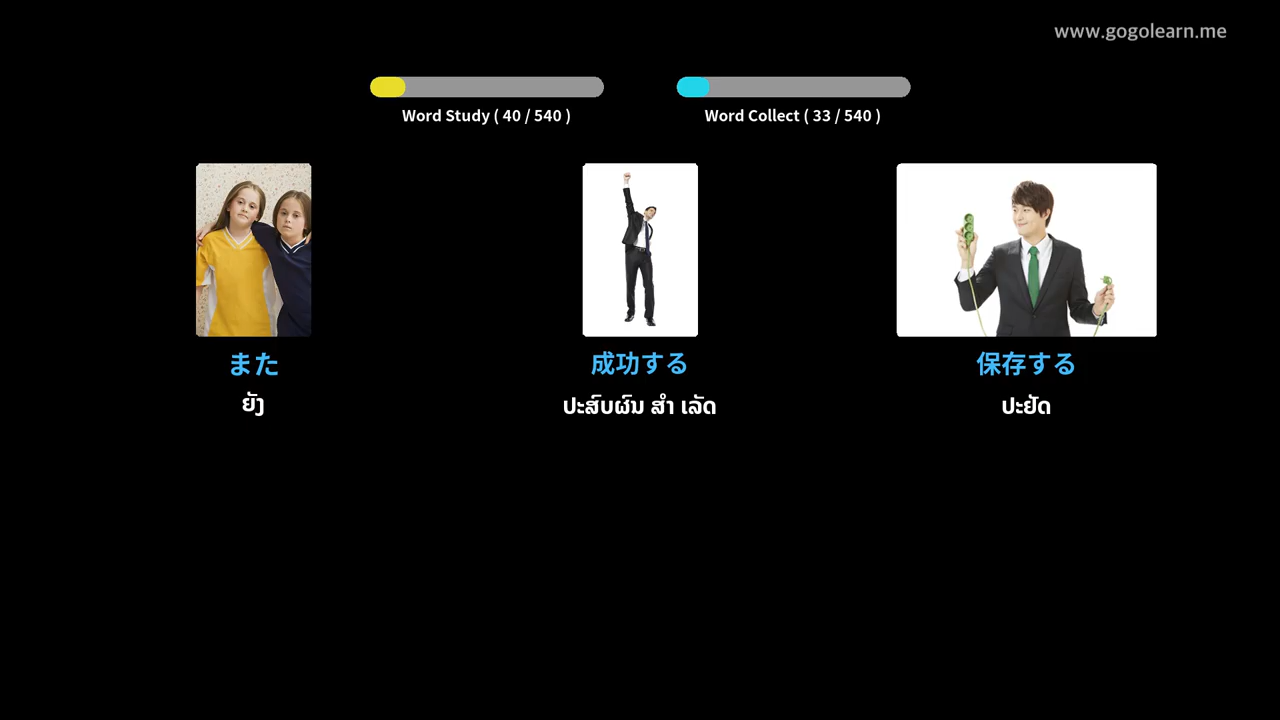 www.gogolearn.me
Word Study ( 40 / 540 )
Word Collect ( 33 / 540 )
また
成功する
保存する
ຍັງ
ປະສົບຜົນ ສຳ ເລັດ
ປະຢັດ